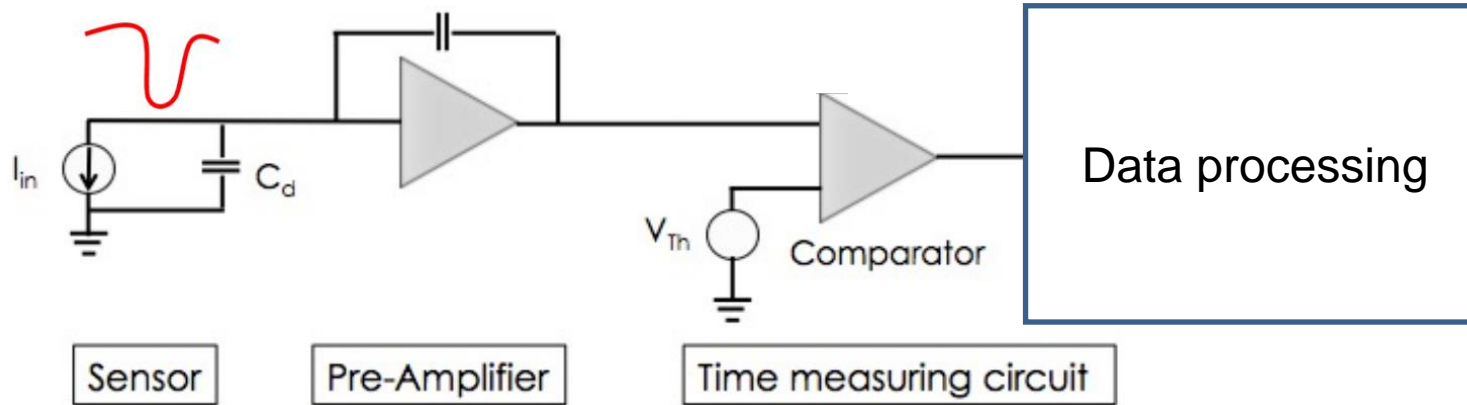 I_in
C_d
V_Th
Comparator
Data processing
Sensor
Pre-Amplifier
Time measuring circuit